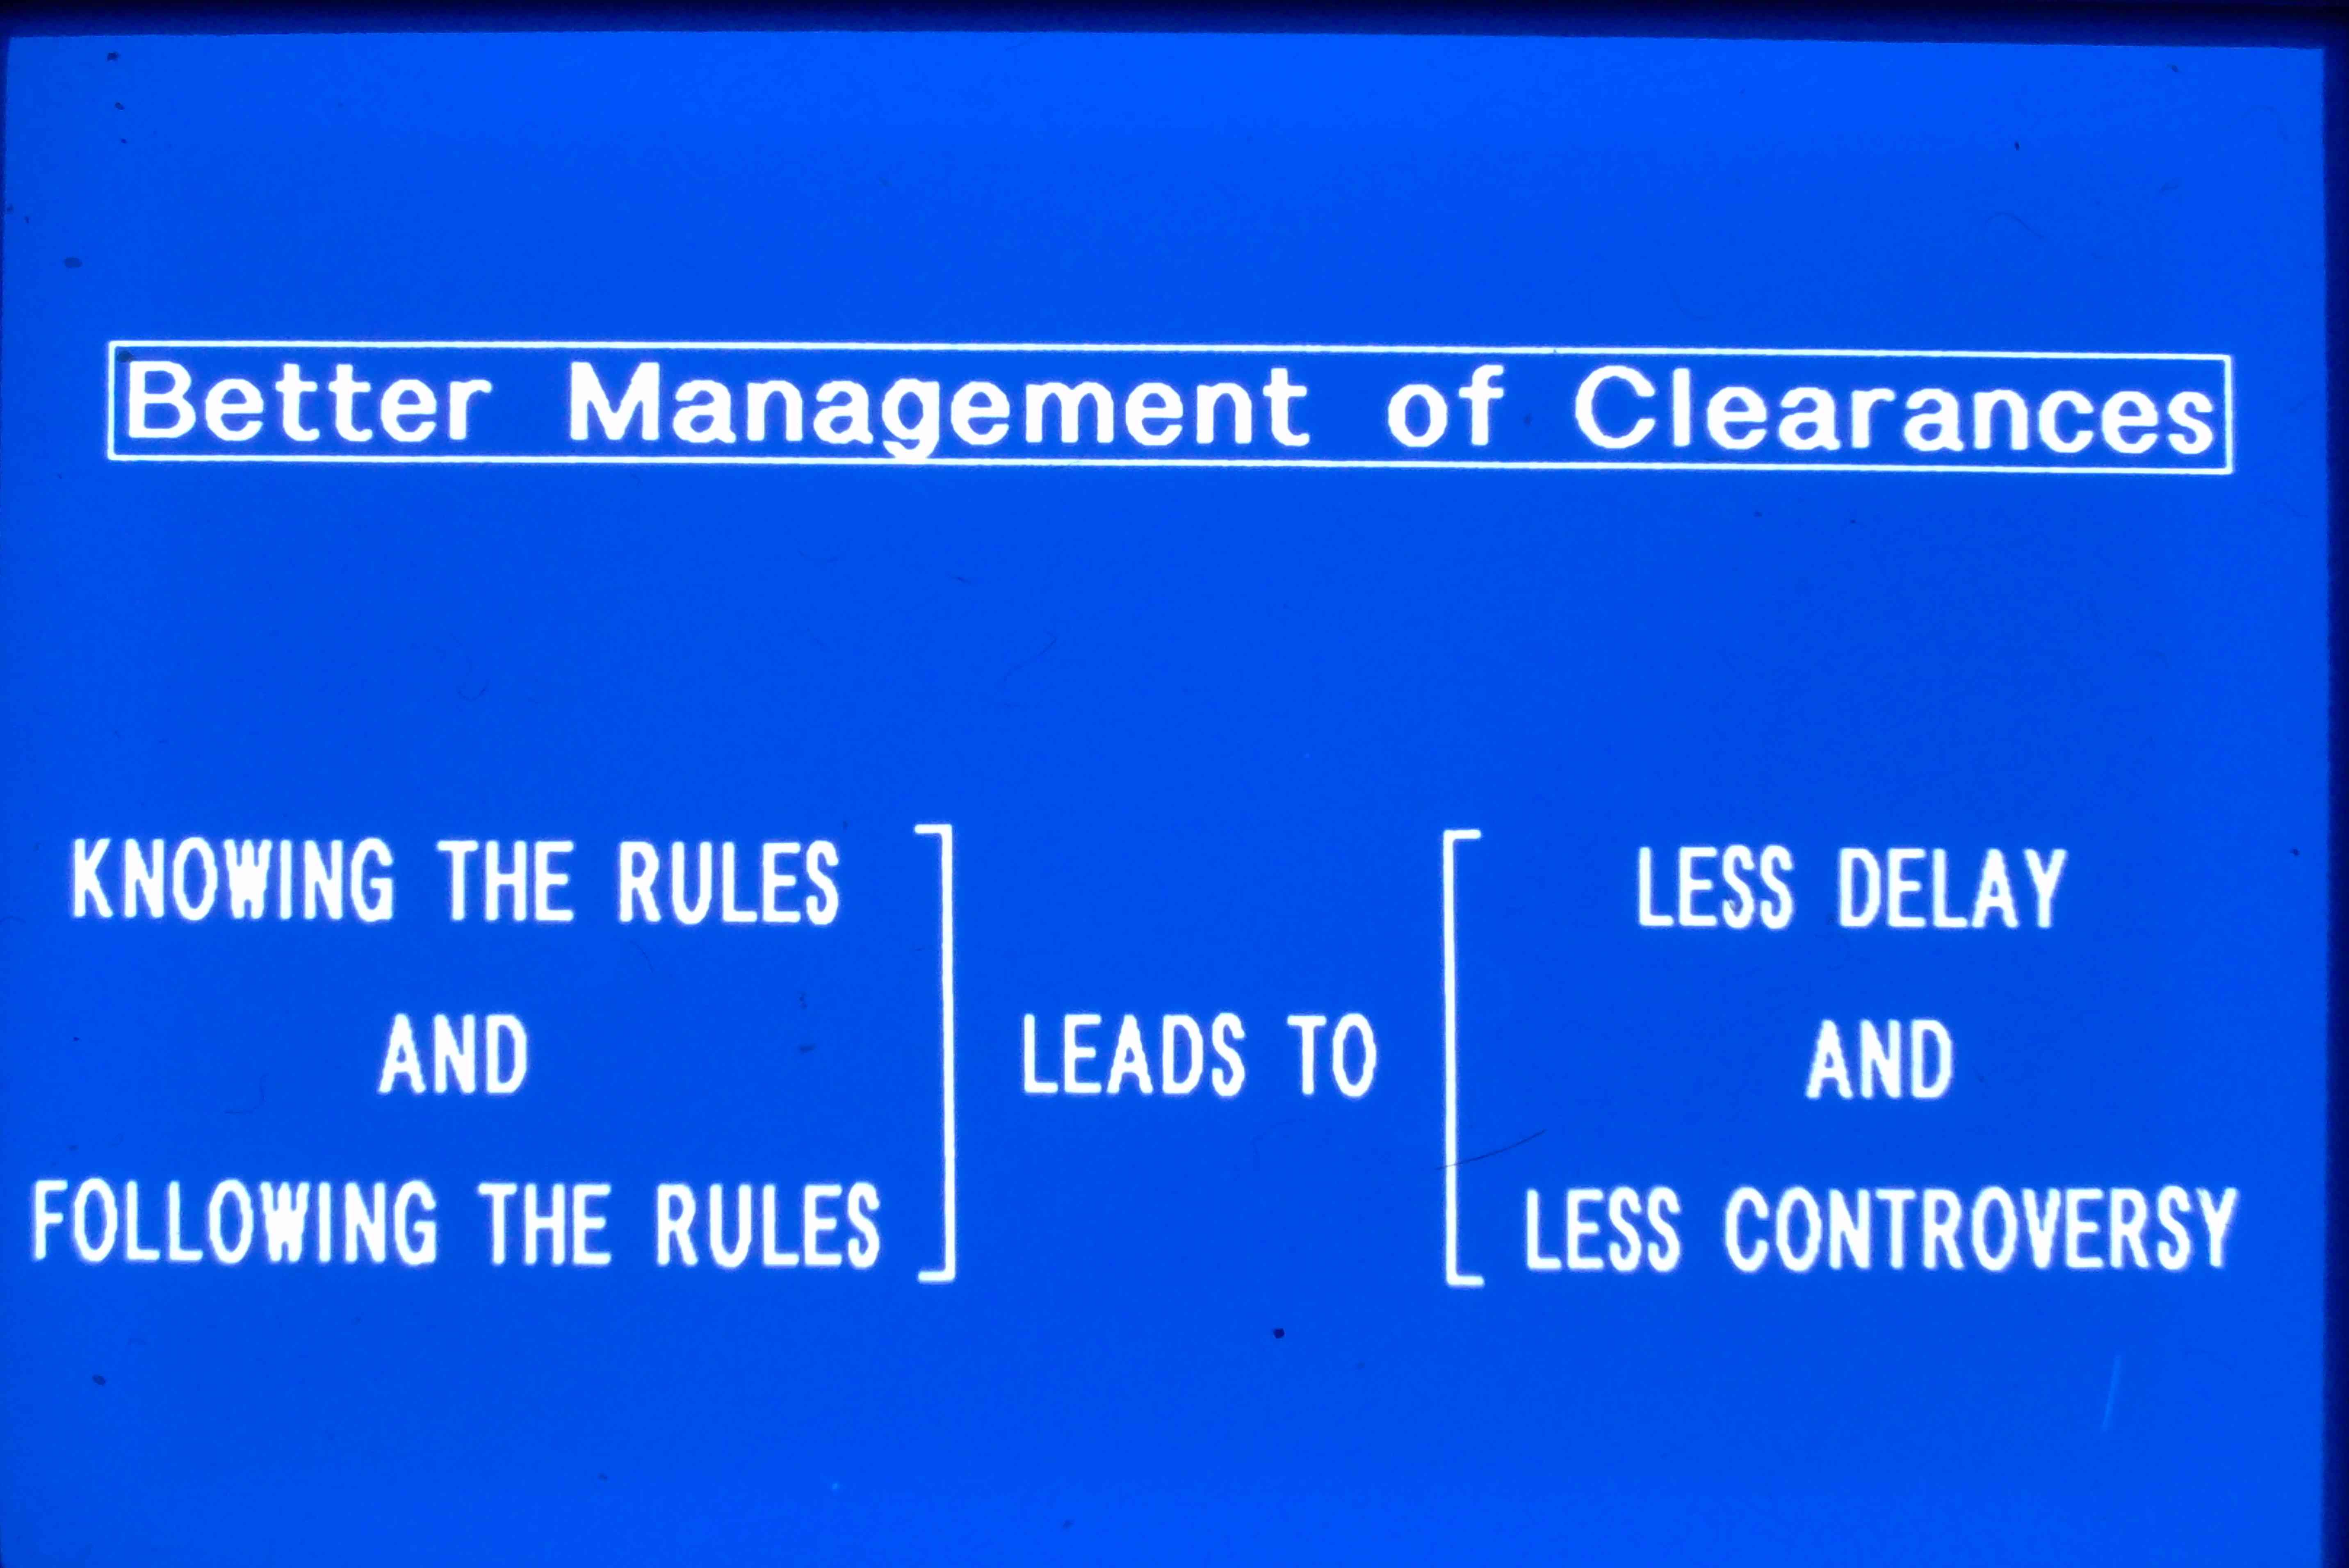 Better Management of Clearances
KNOWING THE RULES
AND
FOLLOWING THE RULES
LEADS TO
LESS DELAY
AND
LESS CONTROVERSY